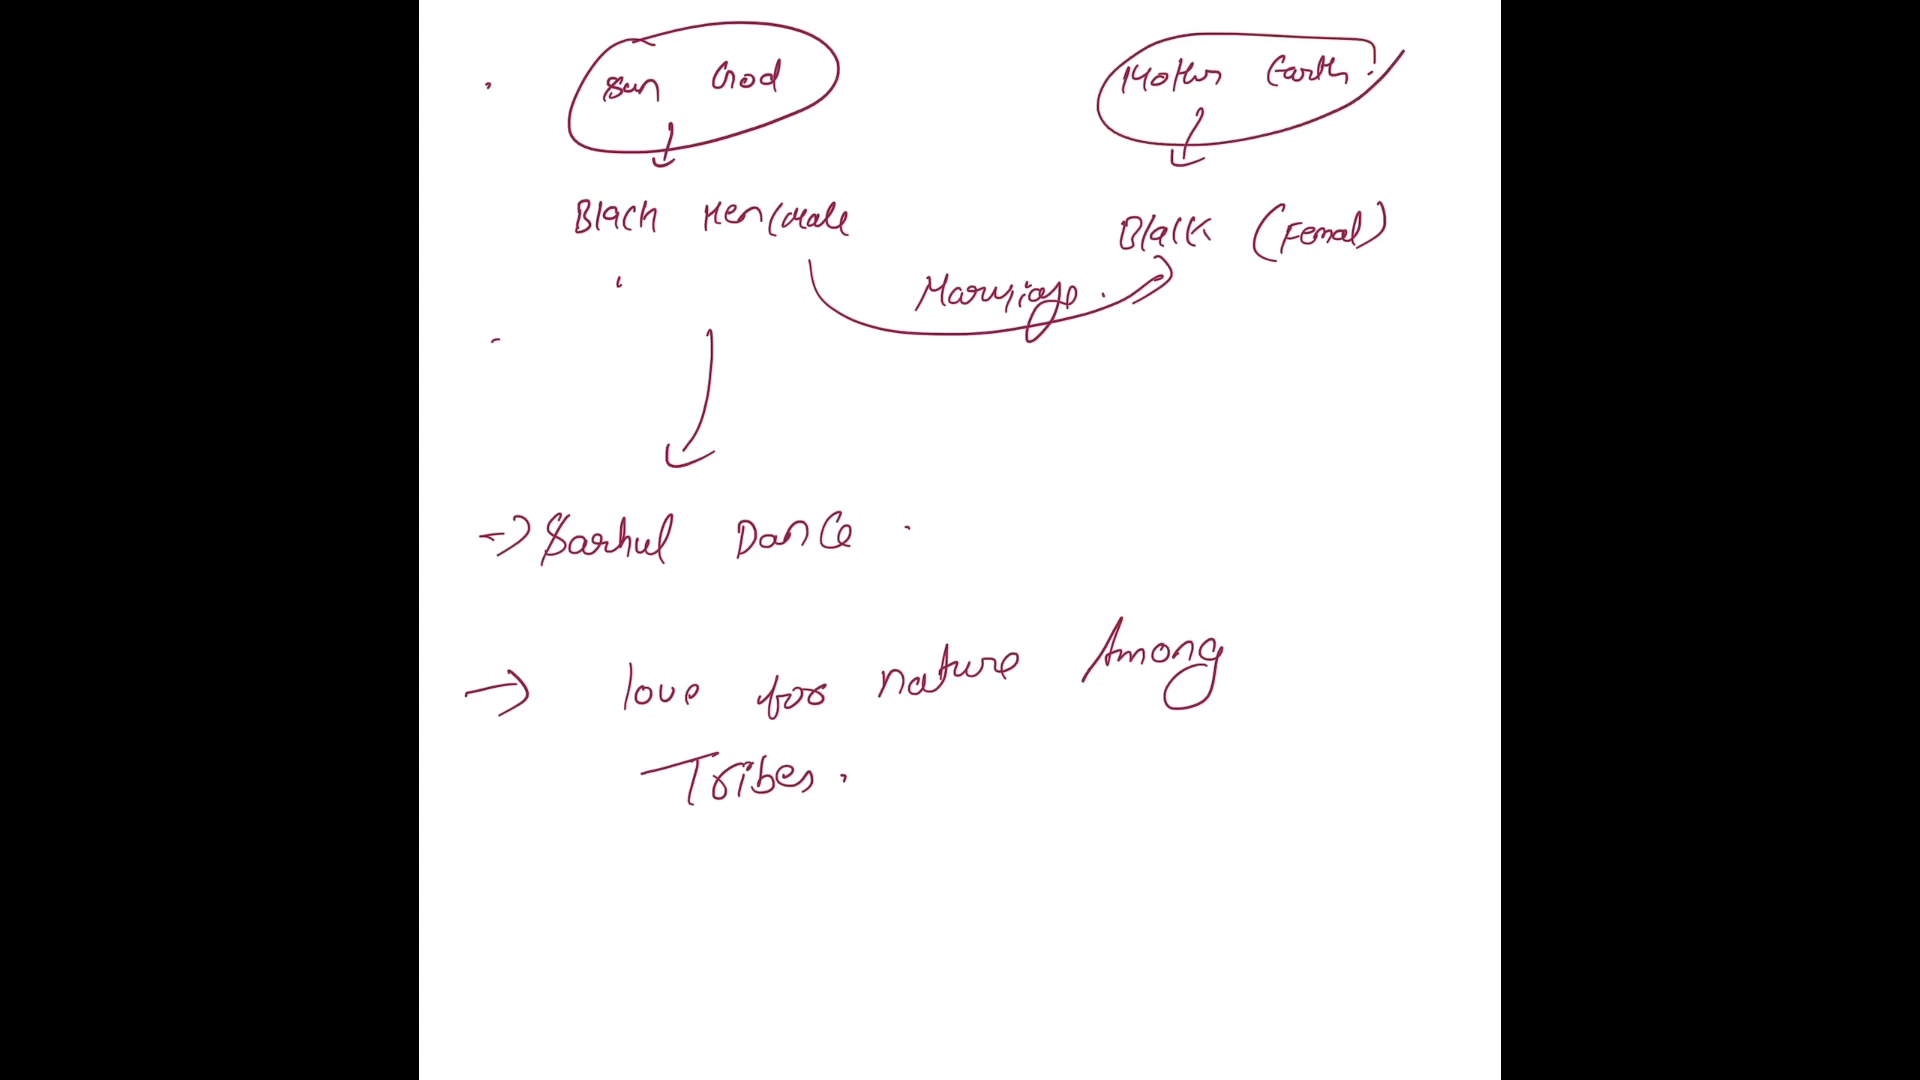 Sun God Mother Earth.
Black Hen/Male Black (Femal)
Marriage.
→ Sarhul Dance.
→ love for nature Among
Tribes.